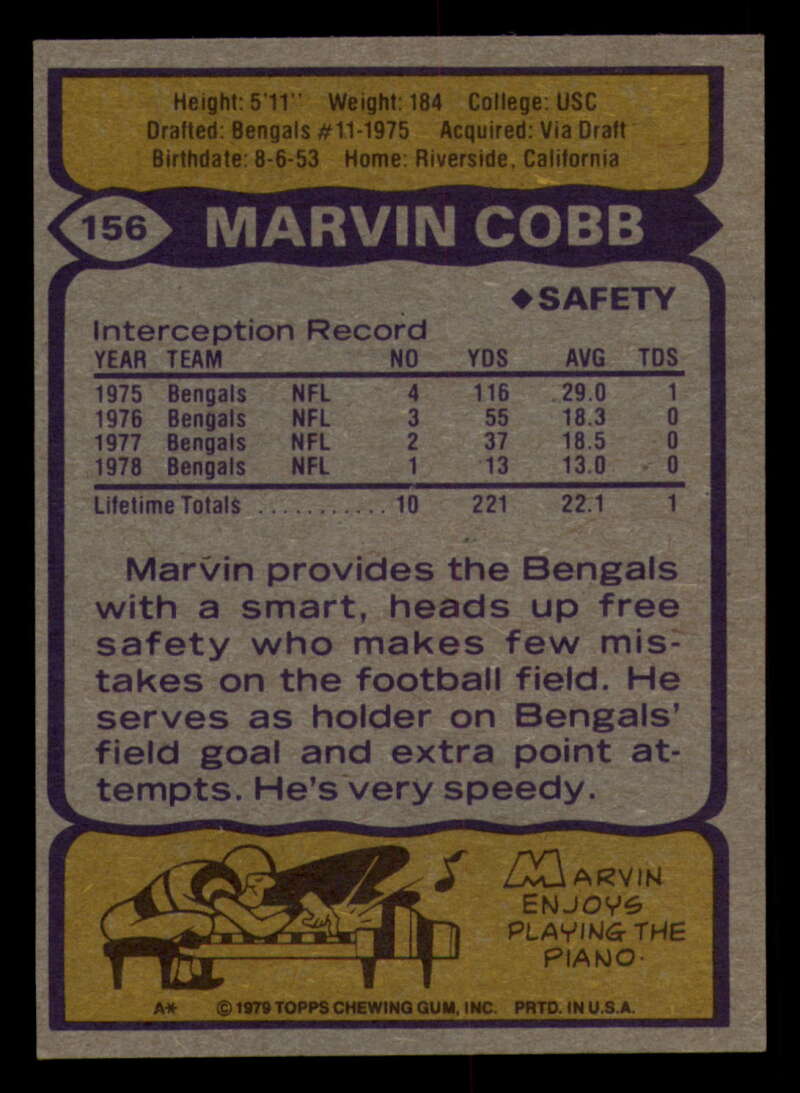 Height: 5'11" Weight: 184 College: USC
Drafted: Bengals #11-1975 Acquired: Via Draft
Birthdate: 8-6-53 Home: Riverside, California
156 MARVIN COBB
◆SAFETY
Interception Record
YEAR TEAM NO YDS AVG TDS
1975 Bengals NFL 4 116 29.0 1
1976 Bengals NFL 3 55 18.3 0
1977 Bengals NFL 2 37 18.5 0
1978 Bengals NFL 1 13 13.0 0
Lifetime Totals ........... 10 221 22.1 1
Marvin provides the Bengals
with a smart, heads up free
safety who makes few mis-
takes on the football field. He
serves as holder on Bengals'
field goal and extra point at-
tempts. He's very speedy.
MARVIN
ENJOYS
PLAYING THE
PIANO.
A* © 1979 TOPPS CHEWING GUM, INC. PRTD. IN U.S.A.